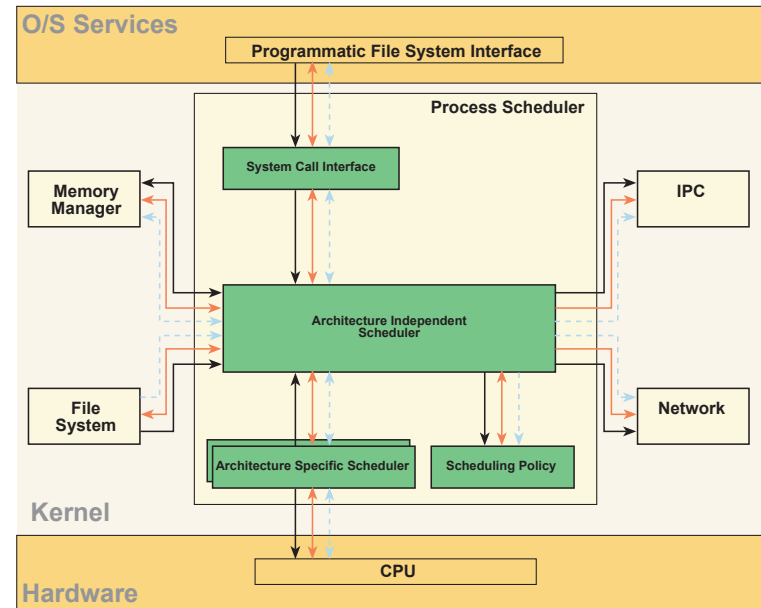 O/S Services
Programmatic File System Interface
Process Scheduler
System Call Interface
Memory
Manager
IPC
Architecture Independent
Scheduler
File
System
Network
Architecture Specific Scheduler
Scheduling Policy
Kernel
CPU
Hardware